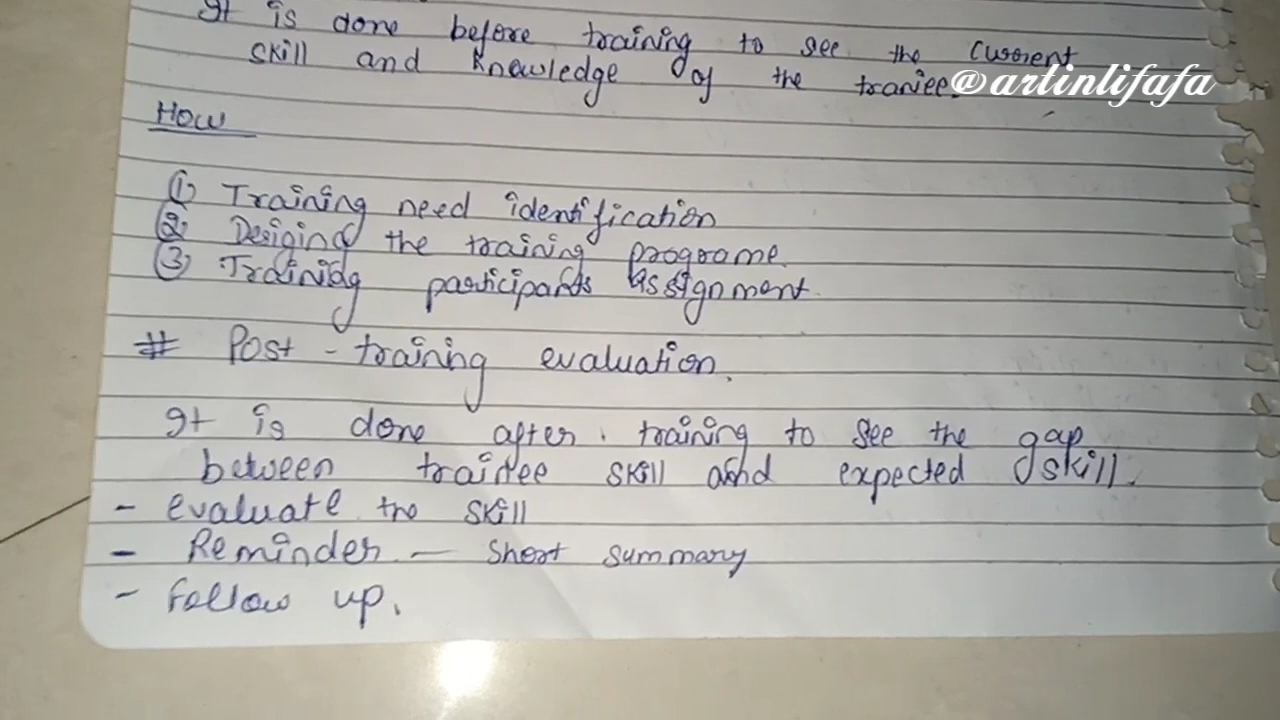 It is done before training to see the current
skill and knowledge of the traniee.
@artinlifafa
How
① Training need identification
② Desiging the training programe
③ Training participants assignment
# Post - training evaluation.
It is done after training to see the gap
between trainee skill and expected skill.
- evaluate the skill
- Reminder — short summary
- follow up.